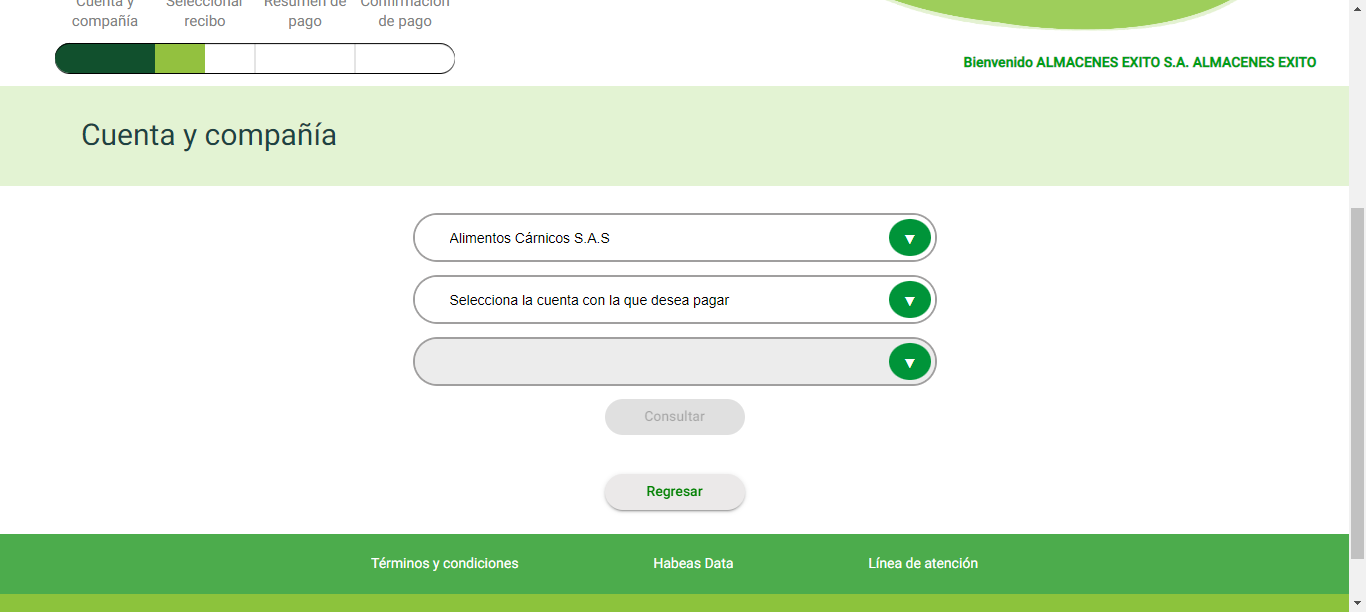 Cuenta y Seleccionar Resumen de Confirmación
compañía recibo pago de pago
Bienvenido ALMACENES EXITO S.A. ALMACENES EXITO
Cuenta y compañía
Alimentos Cárnicos S.A.S
Selecciona la cuenta con la que desea pagar
Consultar
Regresar
Términos y condiciones Habeas Data Línea de atención